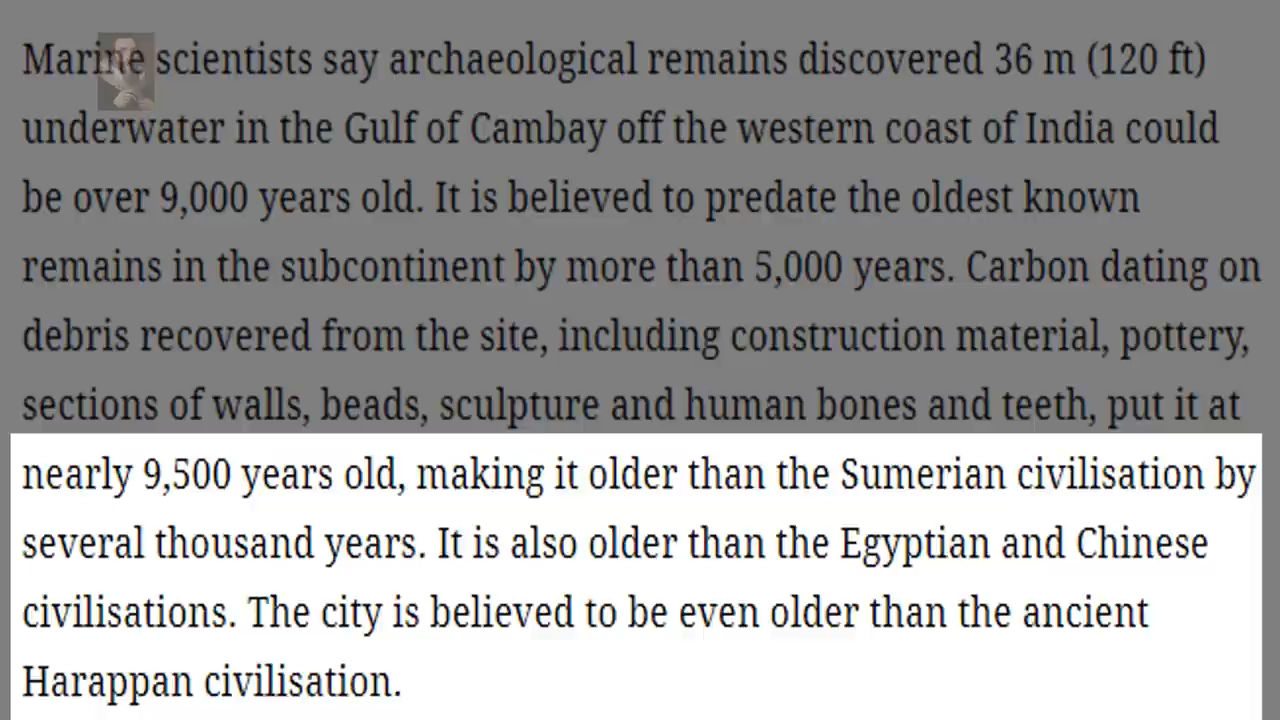 Marine scientists say archaeological remains discovered 36 m (120 ft)
underwater in the Gulf of Cambay off the western coast of India could
be over 9,000 years old. It is believed to predate the oldest known
remains in the subcontinent by more than 5,000 years. Carbon dating on
debris recovered from the site, including construction material, pottery,
sections of walls, beads, sculpture and human bones and teeth, put it at
nearly 9,500 years old, making it older than the Sumerian civilisation by
several thousand years. It is also older than the Egyptian and Chinese
civilisations. The city is believed to be even older than the ancient
Harappan civilisation.